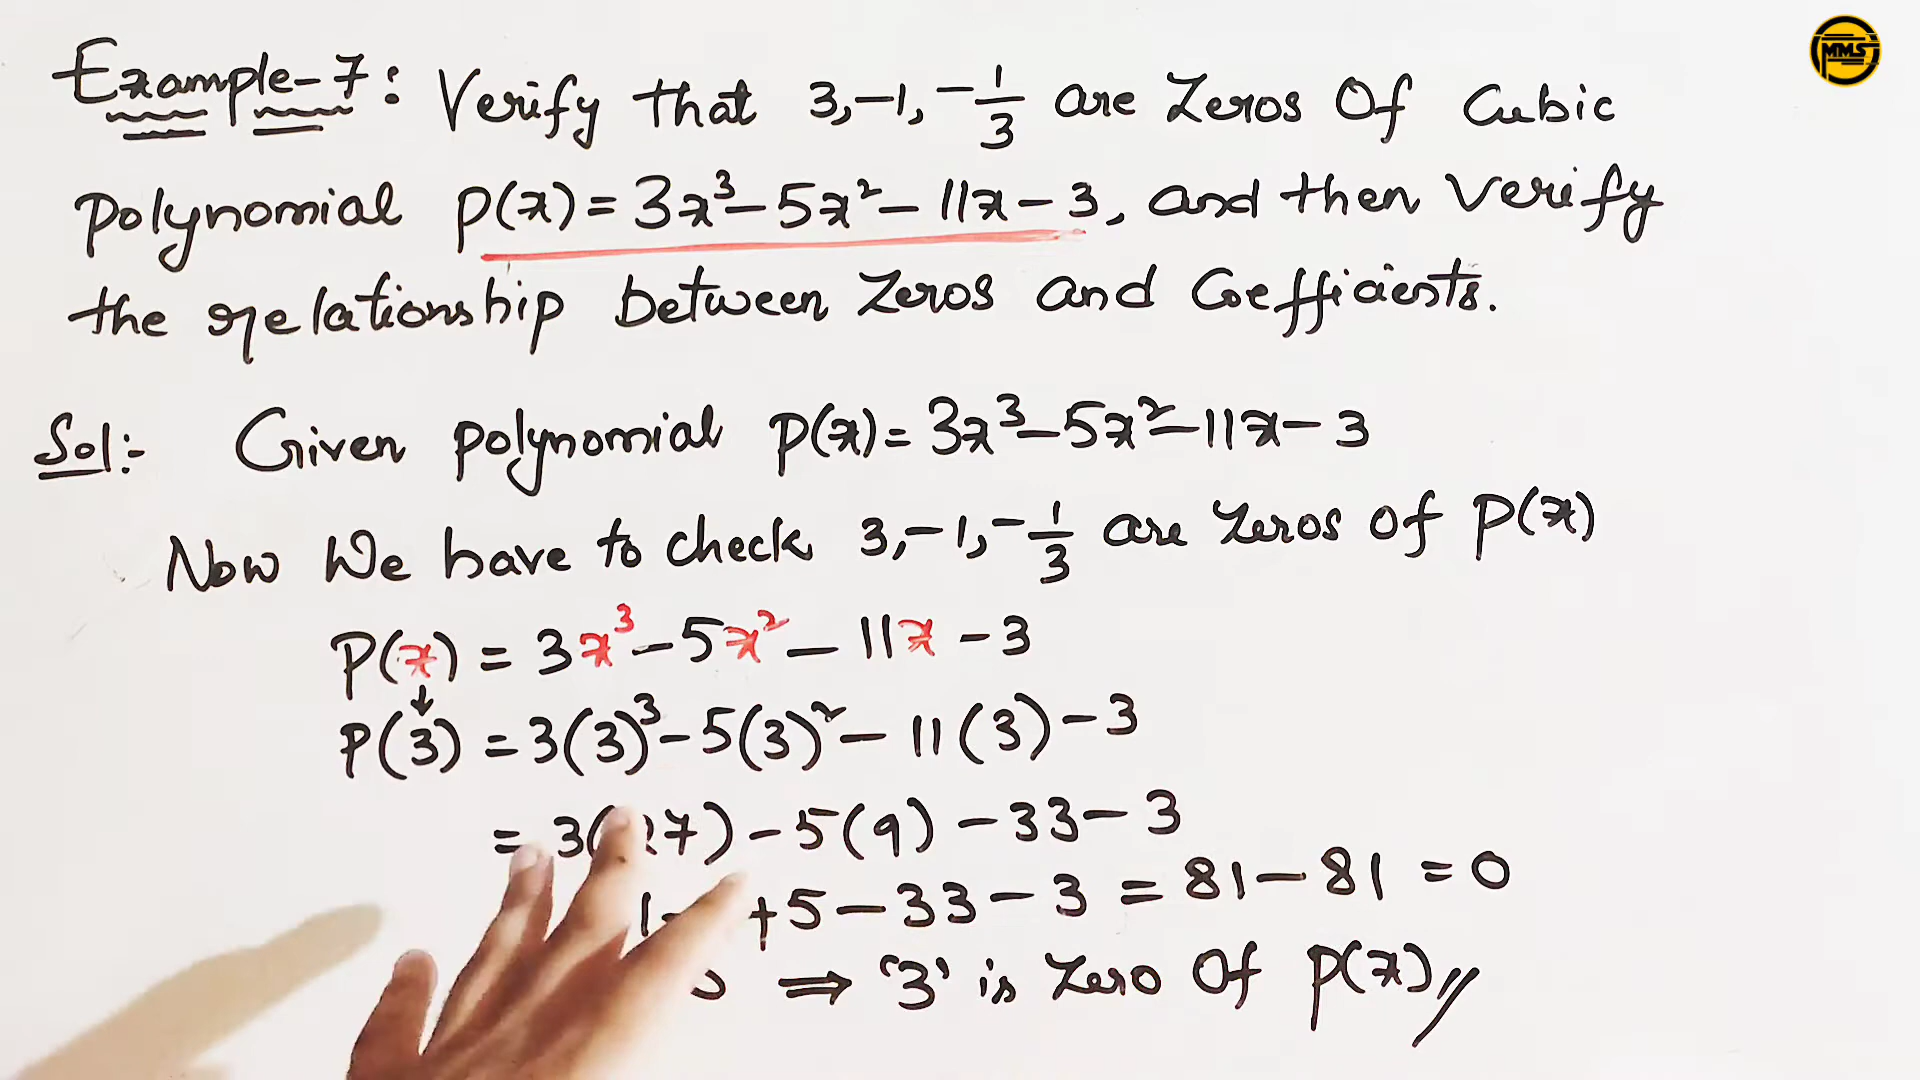 MMS
Example-7: Verify that 3, -1, -1/3 are zeros of cubic
polynomial p(x) = 3x³ - 5x² - 11x - 3, and then verify
the relationship between zeros and coefficients.
Sol:- Given polynomial p(x) = 3x³ - 5x² - 11x - 3
Now we have to check 3, -1, -1/3 are zeros of p(x)
P(x) = 3x³ - 5x² - 11x - 3
↓
P(3) = 3(3)³ - 5(3)² - 11(3) - 3
= 3(27) - 5(9) - 33 - 3
5 - 33 - 3 = 81 - 81 = 0
⇒ '3' is zero of p(x)//